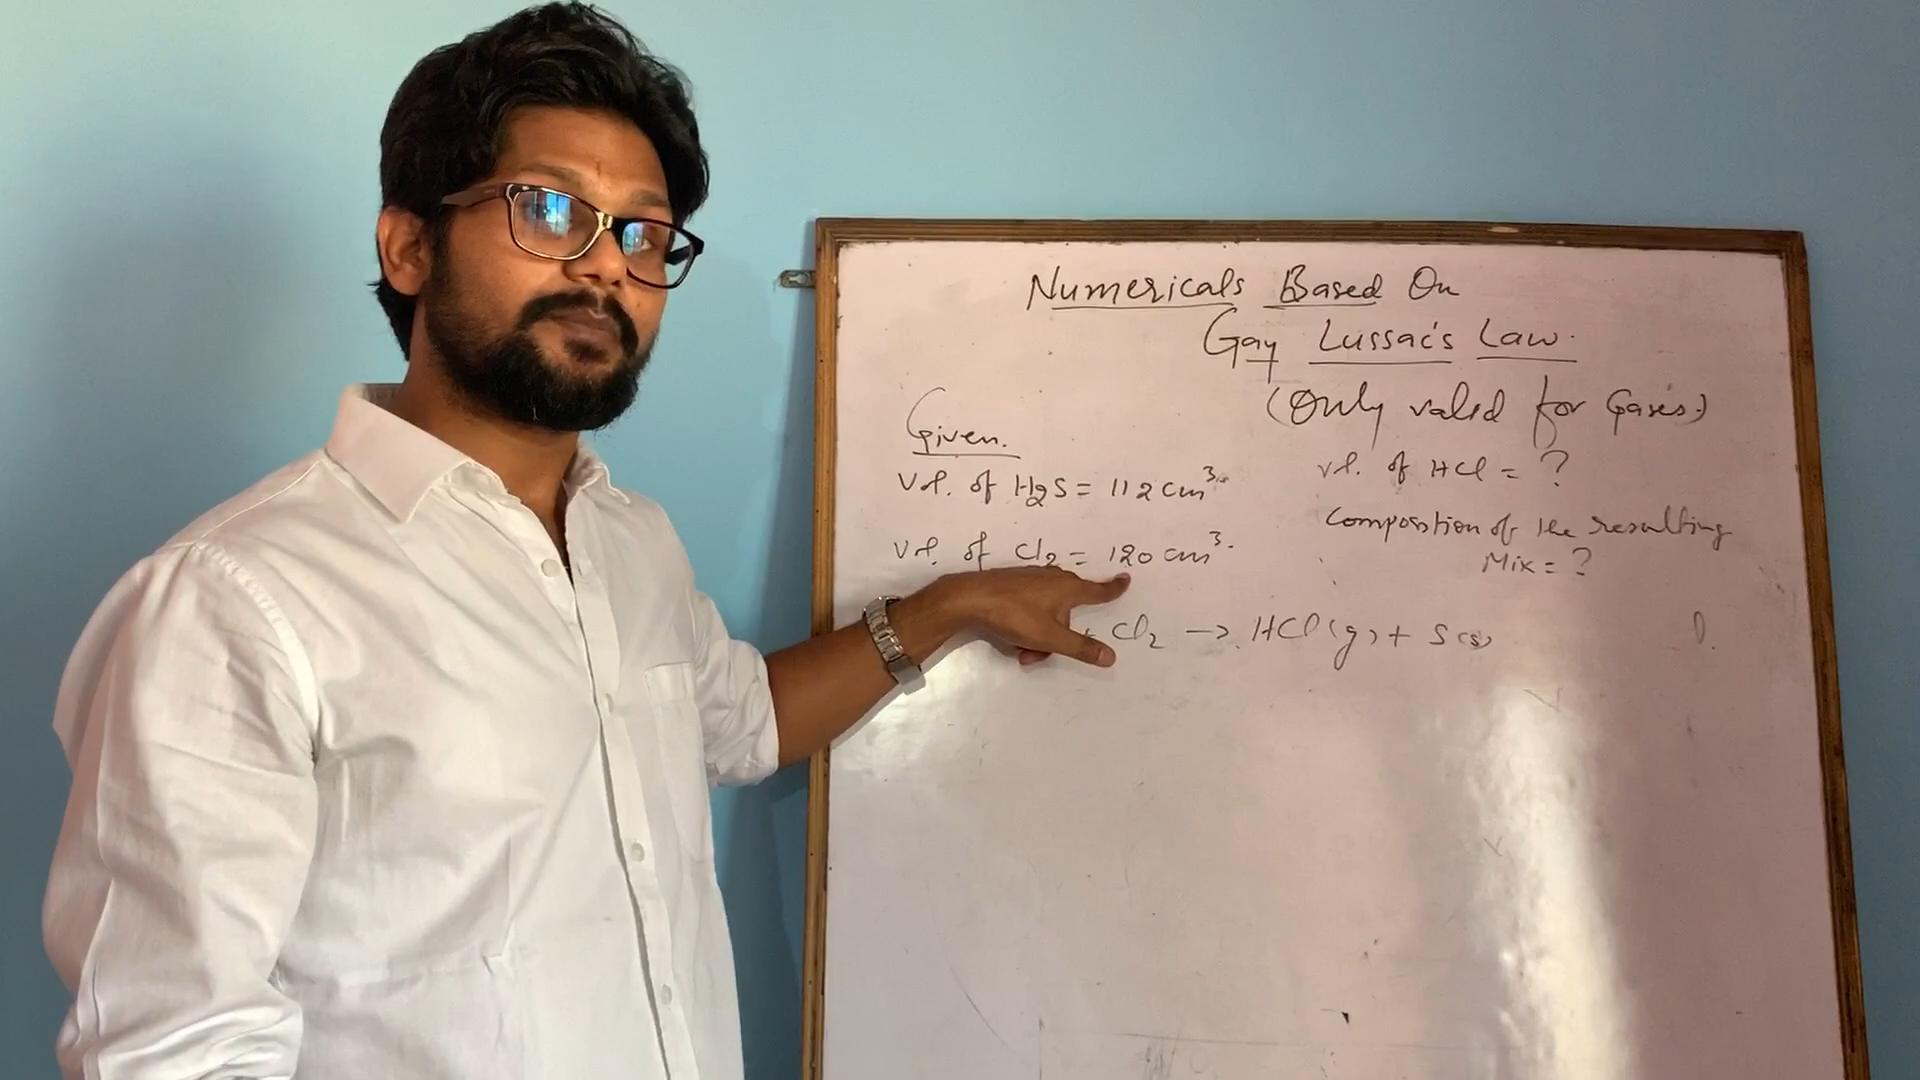 Numericals Based On
Gay Lussac's Law.
(Only valid for Gases.)
Given.
Vol. of H2S = 112 cm³.
Vol. of Cl2 = 120 cm³.
vol. of HCl = ?
Composition of the resulting
Mix = ?
+ Cl2 → HCl(g) + S(s)